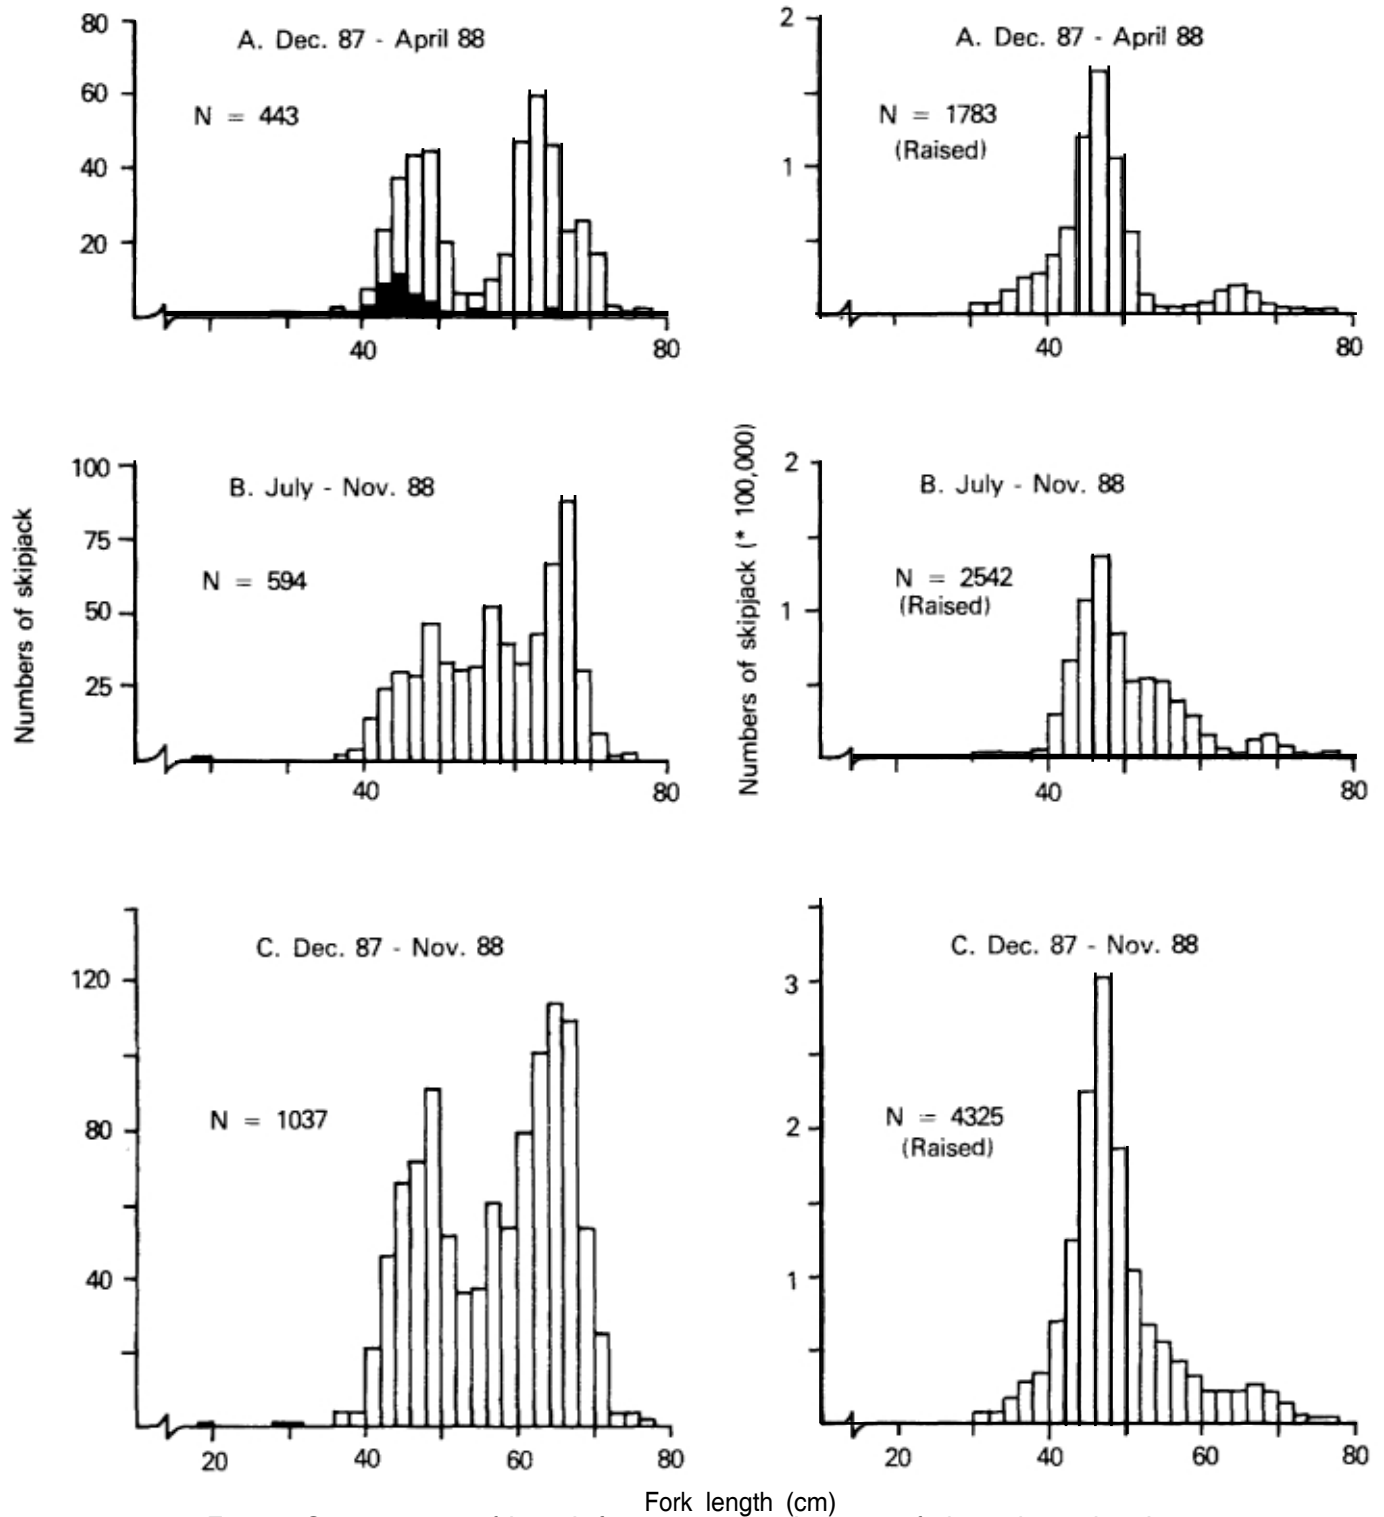 80
60
40
20
A. Dec. 87 - April 88
N = 443
40
80
2
1
A. Dec. 87 - April 88
N = 1783
(Raised)
40
80
Numbers of skipjack
100
75
50
25
B. July - Nov. 88
N = 594
40
80
Numbers of skipjack (* 100,000)
2
1
B. July - Nov. 88
N = 2542
(Raised)
40
80
120
80
40
C. Dec. 87 - Nov. 88
N = 1037
20
40
60
80
3
2
1
C. Dec. 87 - Nov. 88
N = 4325
(Raised)
20
40
60
80
Fork length (cm)